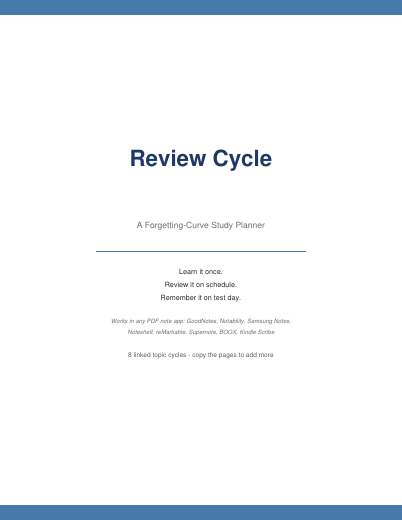 Review Cycle
A Forgetting-Curve Study Planner
Learn it once.
Review it on schedule.
Remember it on test day.
Works in any PDF note app: GoodNotes, Notability, Samsung Notes,
Noteshelf, reMarkable, Supernote, BOOX, Kindle Scribe
8 linked topic cycles - copy the pages to add more